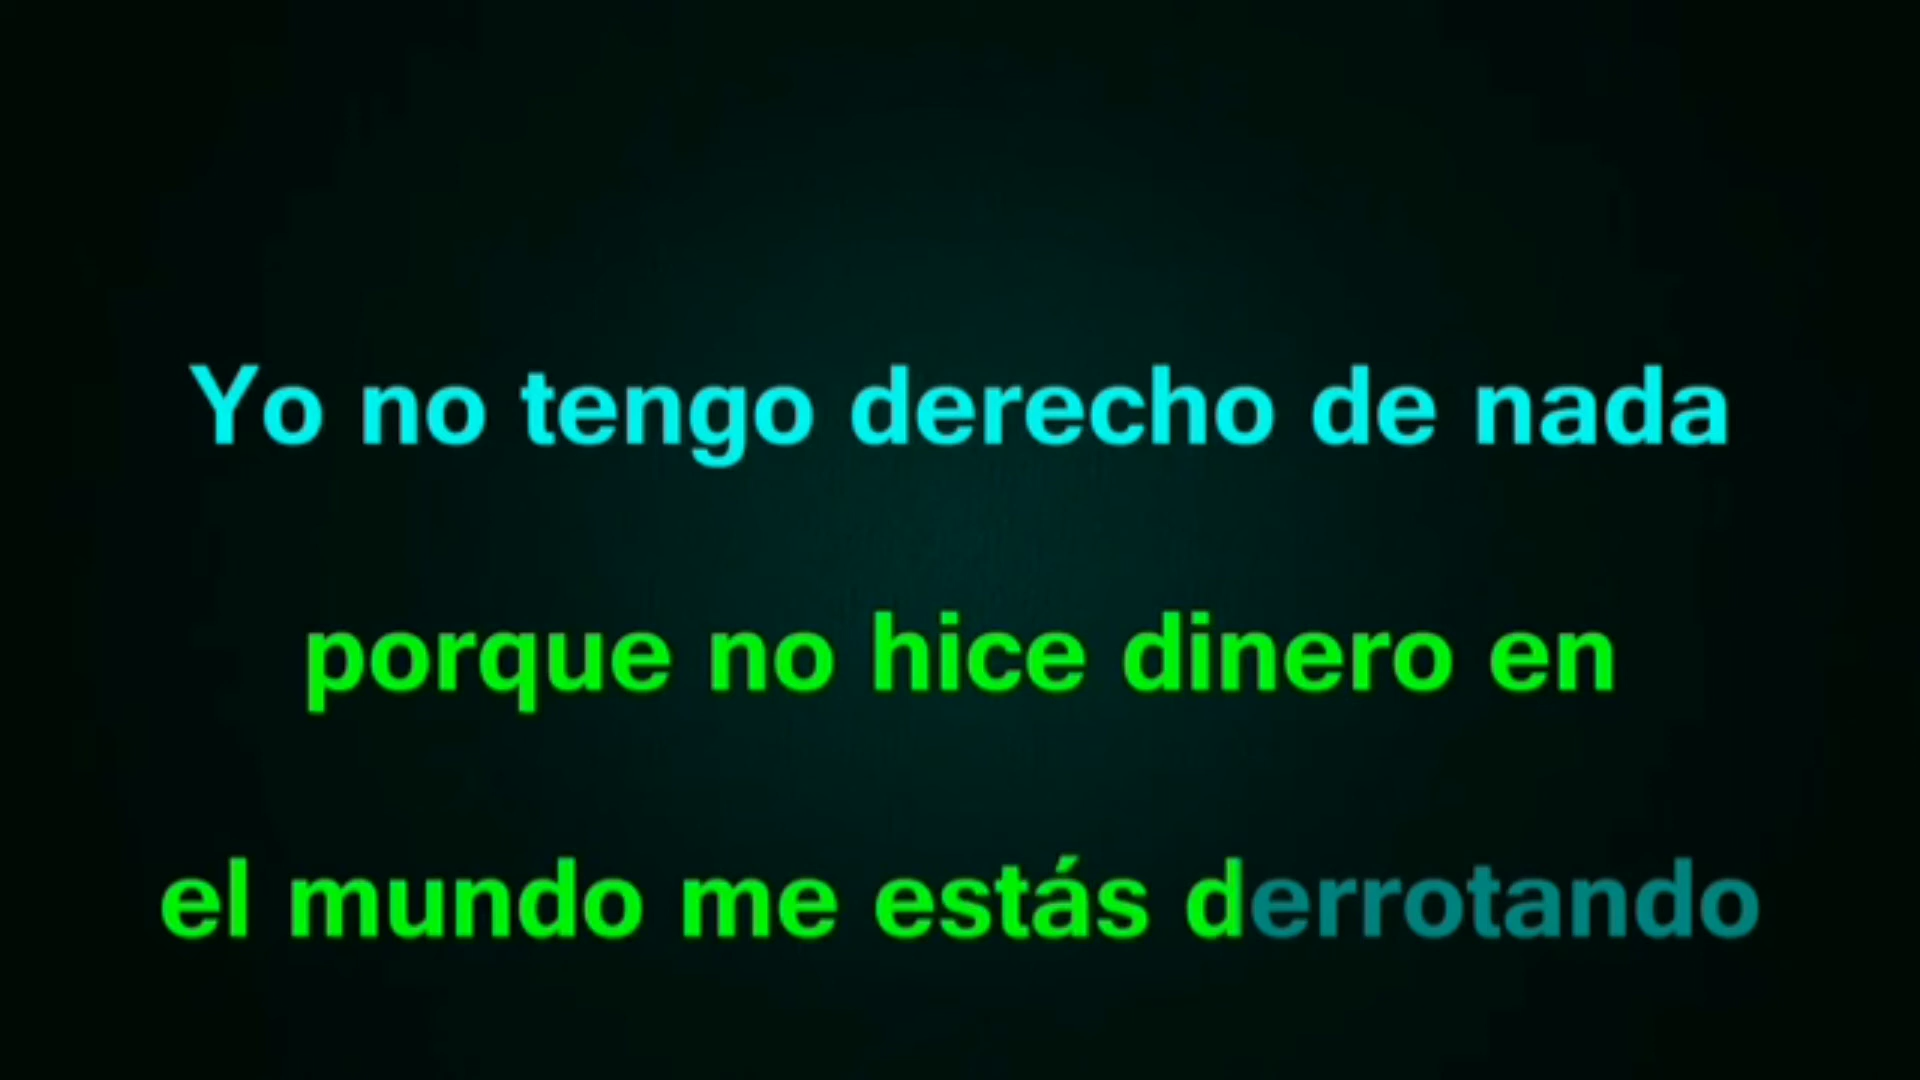 Yo no tengo derecho de nada
porque no hice dinero en
el mundo me estás derrotando